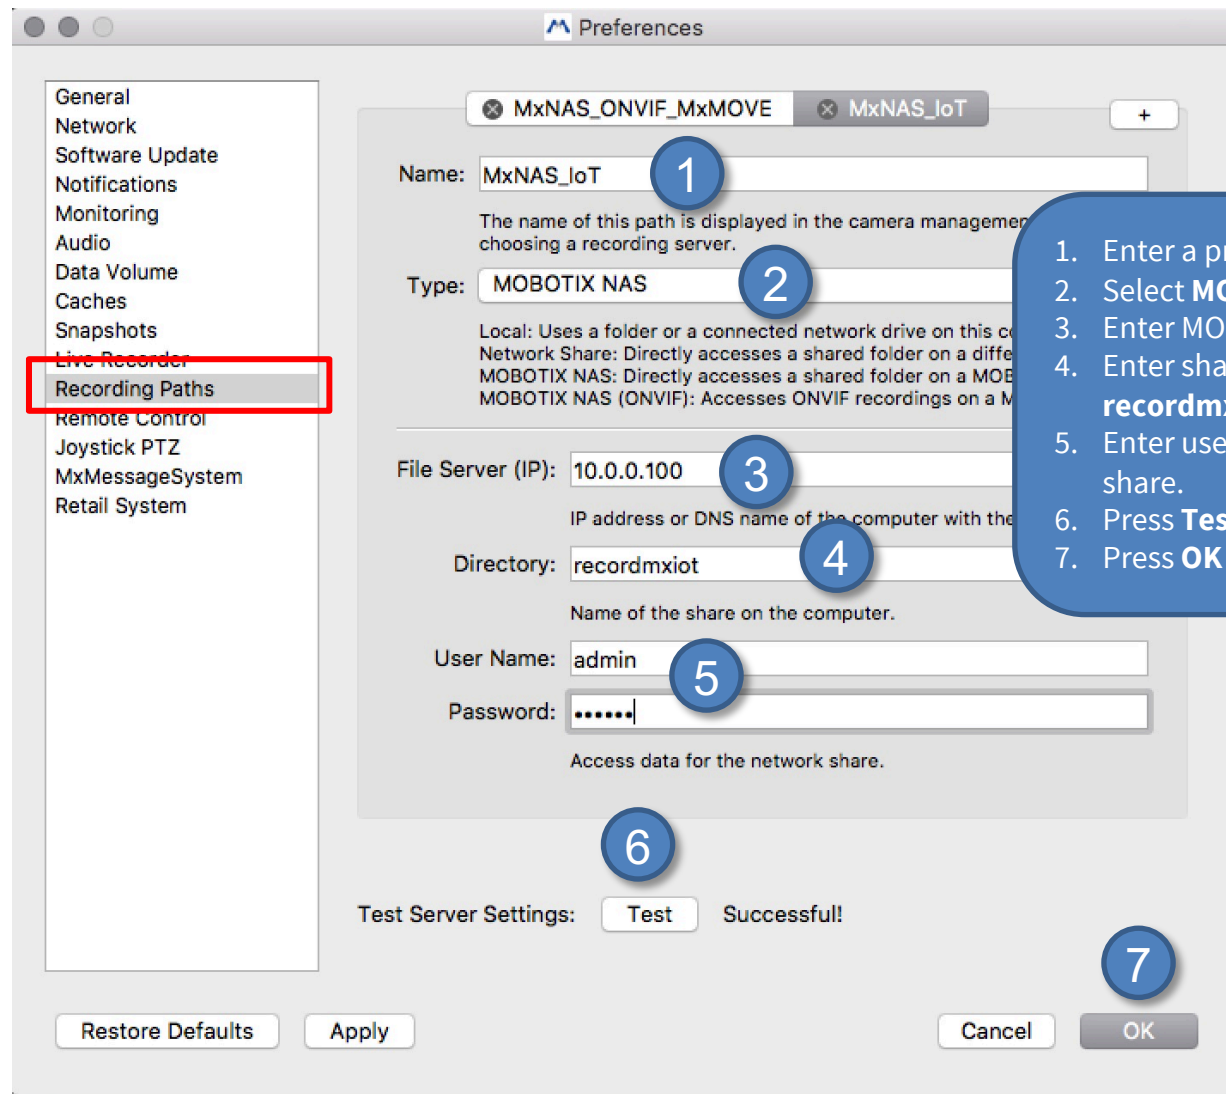 Preferences
General
Network
Software Update
Notifications
Monitoring
Audio
Data Volume
Caches
Snapshots
Live Recorder
Recording Paths
Remote Control
Joystick PTZ
MxMessageSystem
Retail System
MxNAS_ONVIF_MxMOVE
MxNAS_IoT
+
Name: MxNAS_IoT
1
The name of this path is displayed in the camera
choosing a recording server.
Type: MOBOTIX NAS
2
Local: Uses a folder or a connected network drive on this
Network Share: Directly accesses a shared folder on a
MOBOTIX NAS: Directly accesses a shared folder on a
MOBOTIX NAS (ONVIF): Accesses ONVIF recordings on a
File Server (IP): 10.0.0.100
3
IP address or DNS name of the computer with the
Directory: recordmxiot
4
Name of the share on the computer.
User Name: admin
5
Password: ••••••
Access data for the network share.
6
Test Server Settings: Test Successful!
7
Restore Defaults
Apply
Cancel
OK
1. Enter a
2. Select
3. Enter
4. Enter
5. Enter
share.
6. Press
7. Press OK